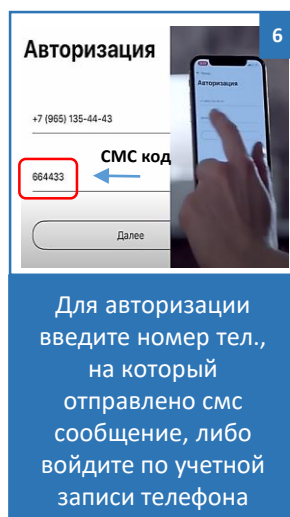 6
Авторизация
+7 (965) 135-44-43
СМС код
664433
Далее
Авторизация
Для авторизации
введите номер тел.,
на который
отправлено смс
сообщение, либо
войдите по учетной
записи телефона